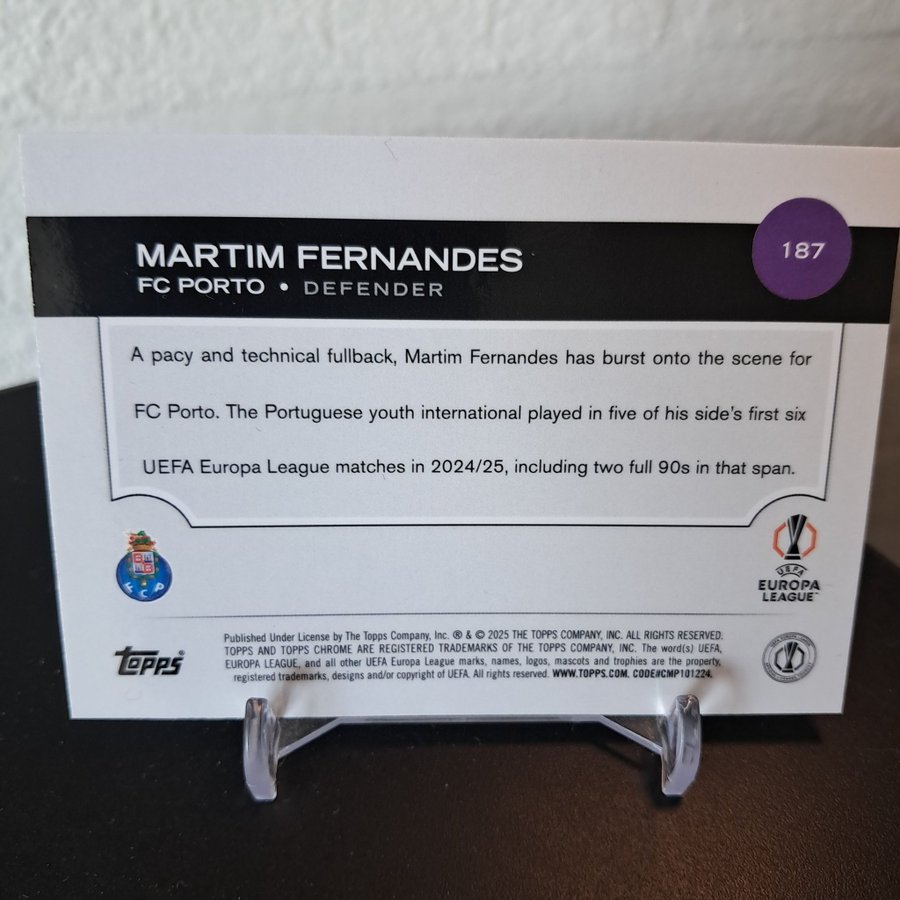 MARTIM FERNANDES
187
FC PORTO • DEFENDER
A pacy and technical fullback, Martim Fernandes has burst onto the scene for
FC Porto. The Portuguese youth international played in five of his side's first six
UEFA Europa League matches in 2024/25, including two full 90s in that span.
FCP
UEFA
EUROPA
LEAGUE™
Published Under License by The Topps Company, Inc. ® & © 2025 THE TOPPS COMPANY, INC. ALL RIGHTS RESERVED.
TOPPS AND TOPPS CHROME ARE REGISTERED TRADEMARKS OF THE TOPPS COMPANY, INC. The word(s) UEFA,
EUROPA LEAGUE, and all other UEFA Europa League marks, names, logos, mascots and trophies are the property,
registered trademarks, designs and/or copyright of UEFA. All rights reserved. WWW.TOPPS.COM. CODE#CMP101224.
TOPPS®